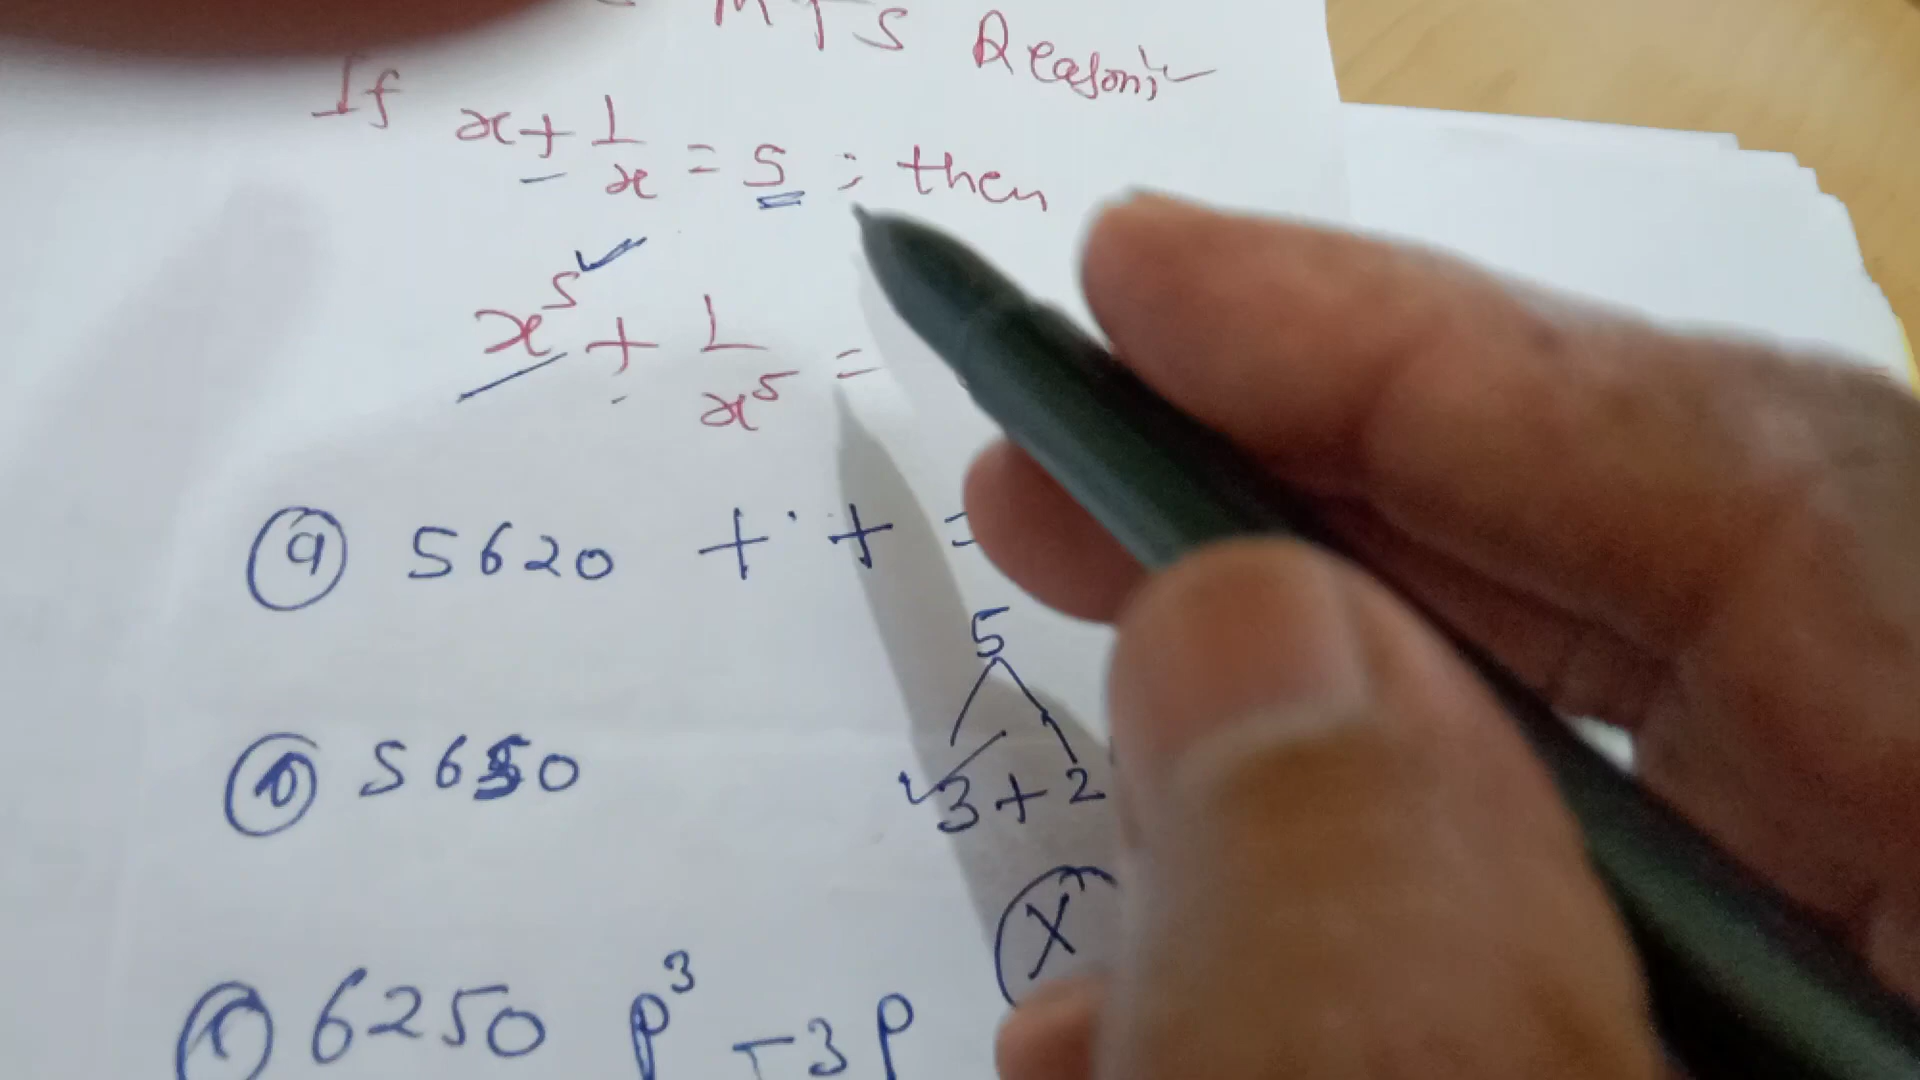 MTS Reasoning
If x + 1/x = 5; then
x^5 + 1/x^5 =
(a) 5620 + + =
5
(b) 5650
3 + 2
X
(c) 6250 p^3 - 3p